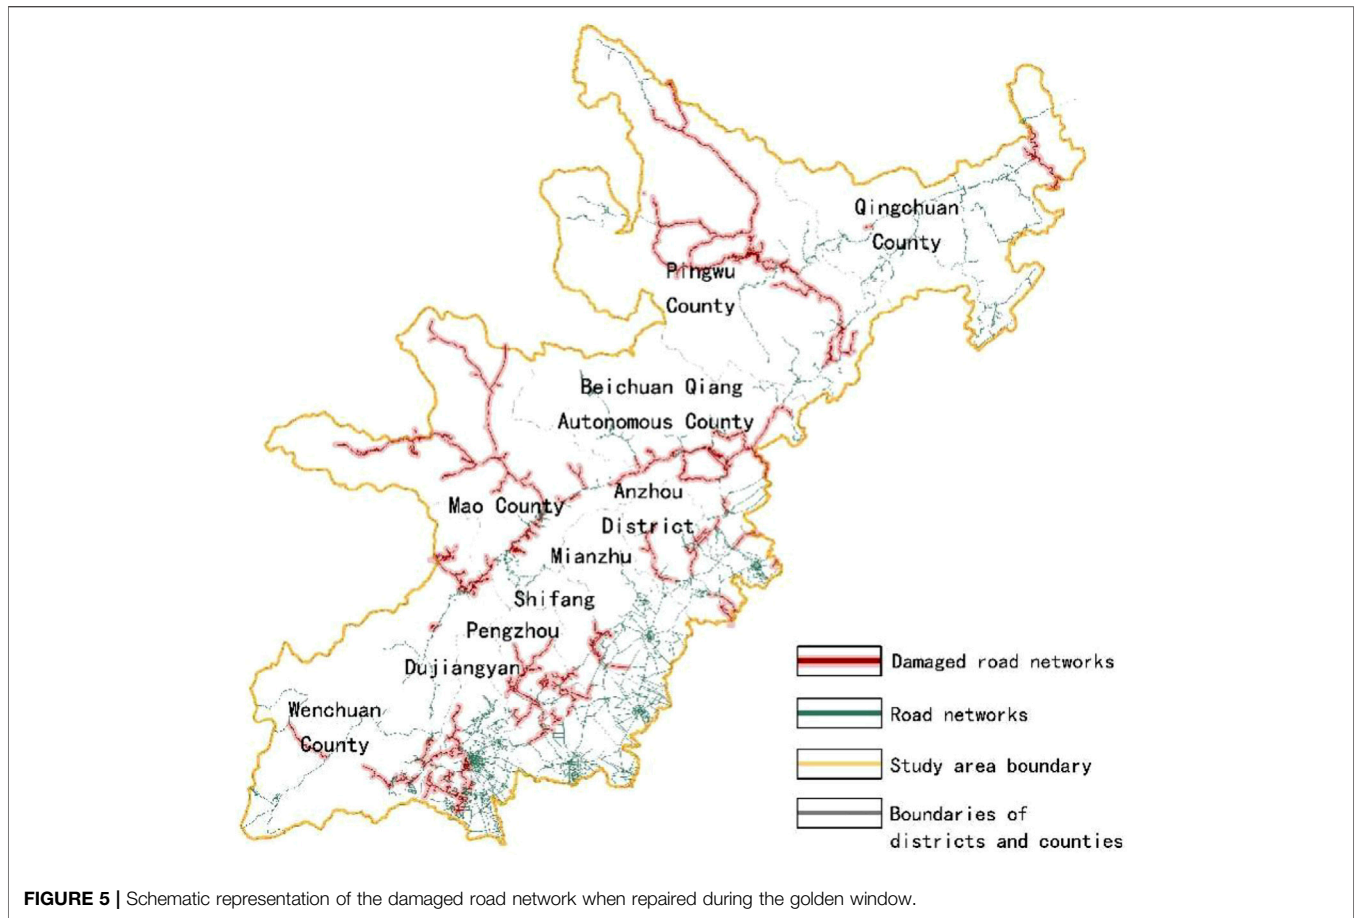 Qingchuan
County
Pingwu
County
Beichuan Qiang
Autonomous County
Anzhou
District
Mao County
Mianzhu
Shifang
Pengzhou
Dujiangyan
Wenchuan
County
Damaged road networks
Road networks
Study area boundary
Boundaries of
districts and counties
FIGURE 5 | Schematic representation of the damaged road network when repaired during the golden window.